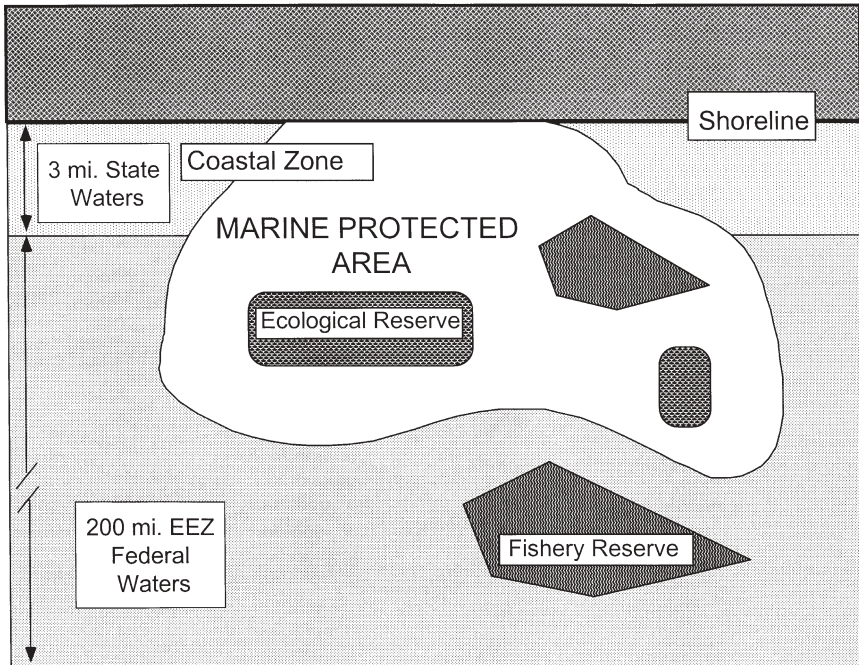 Shoreline
3 mi. State
Waters
Coastal Zone
MARINE PROTECTED
AREA
Ecological Reserve
200 mi. EEZ
Federal
Waters
Fishery Reserve